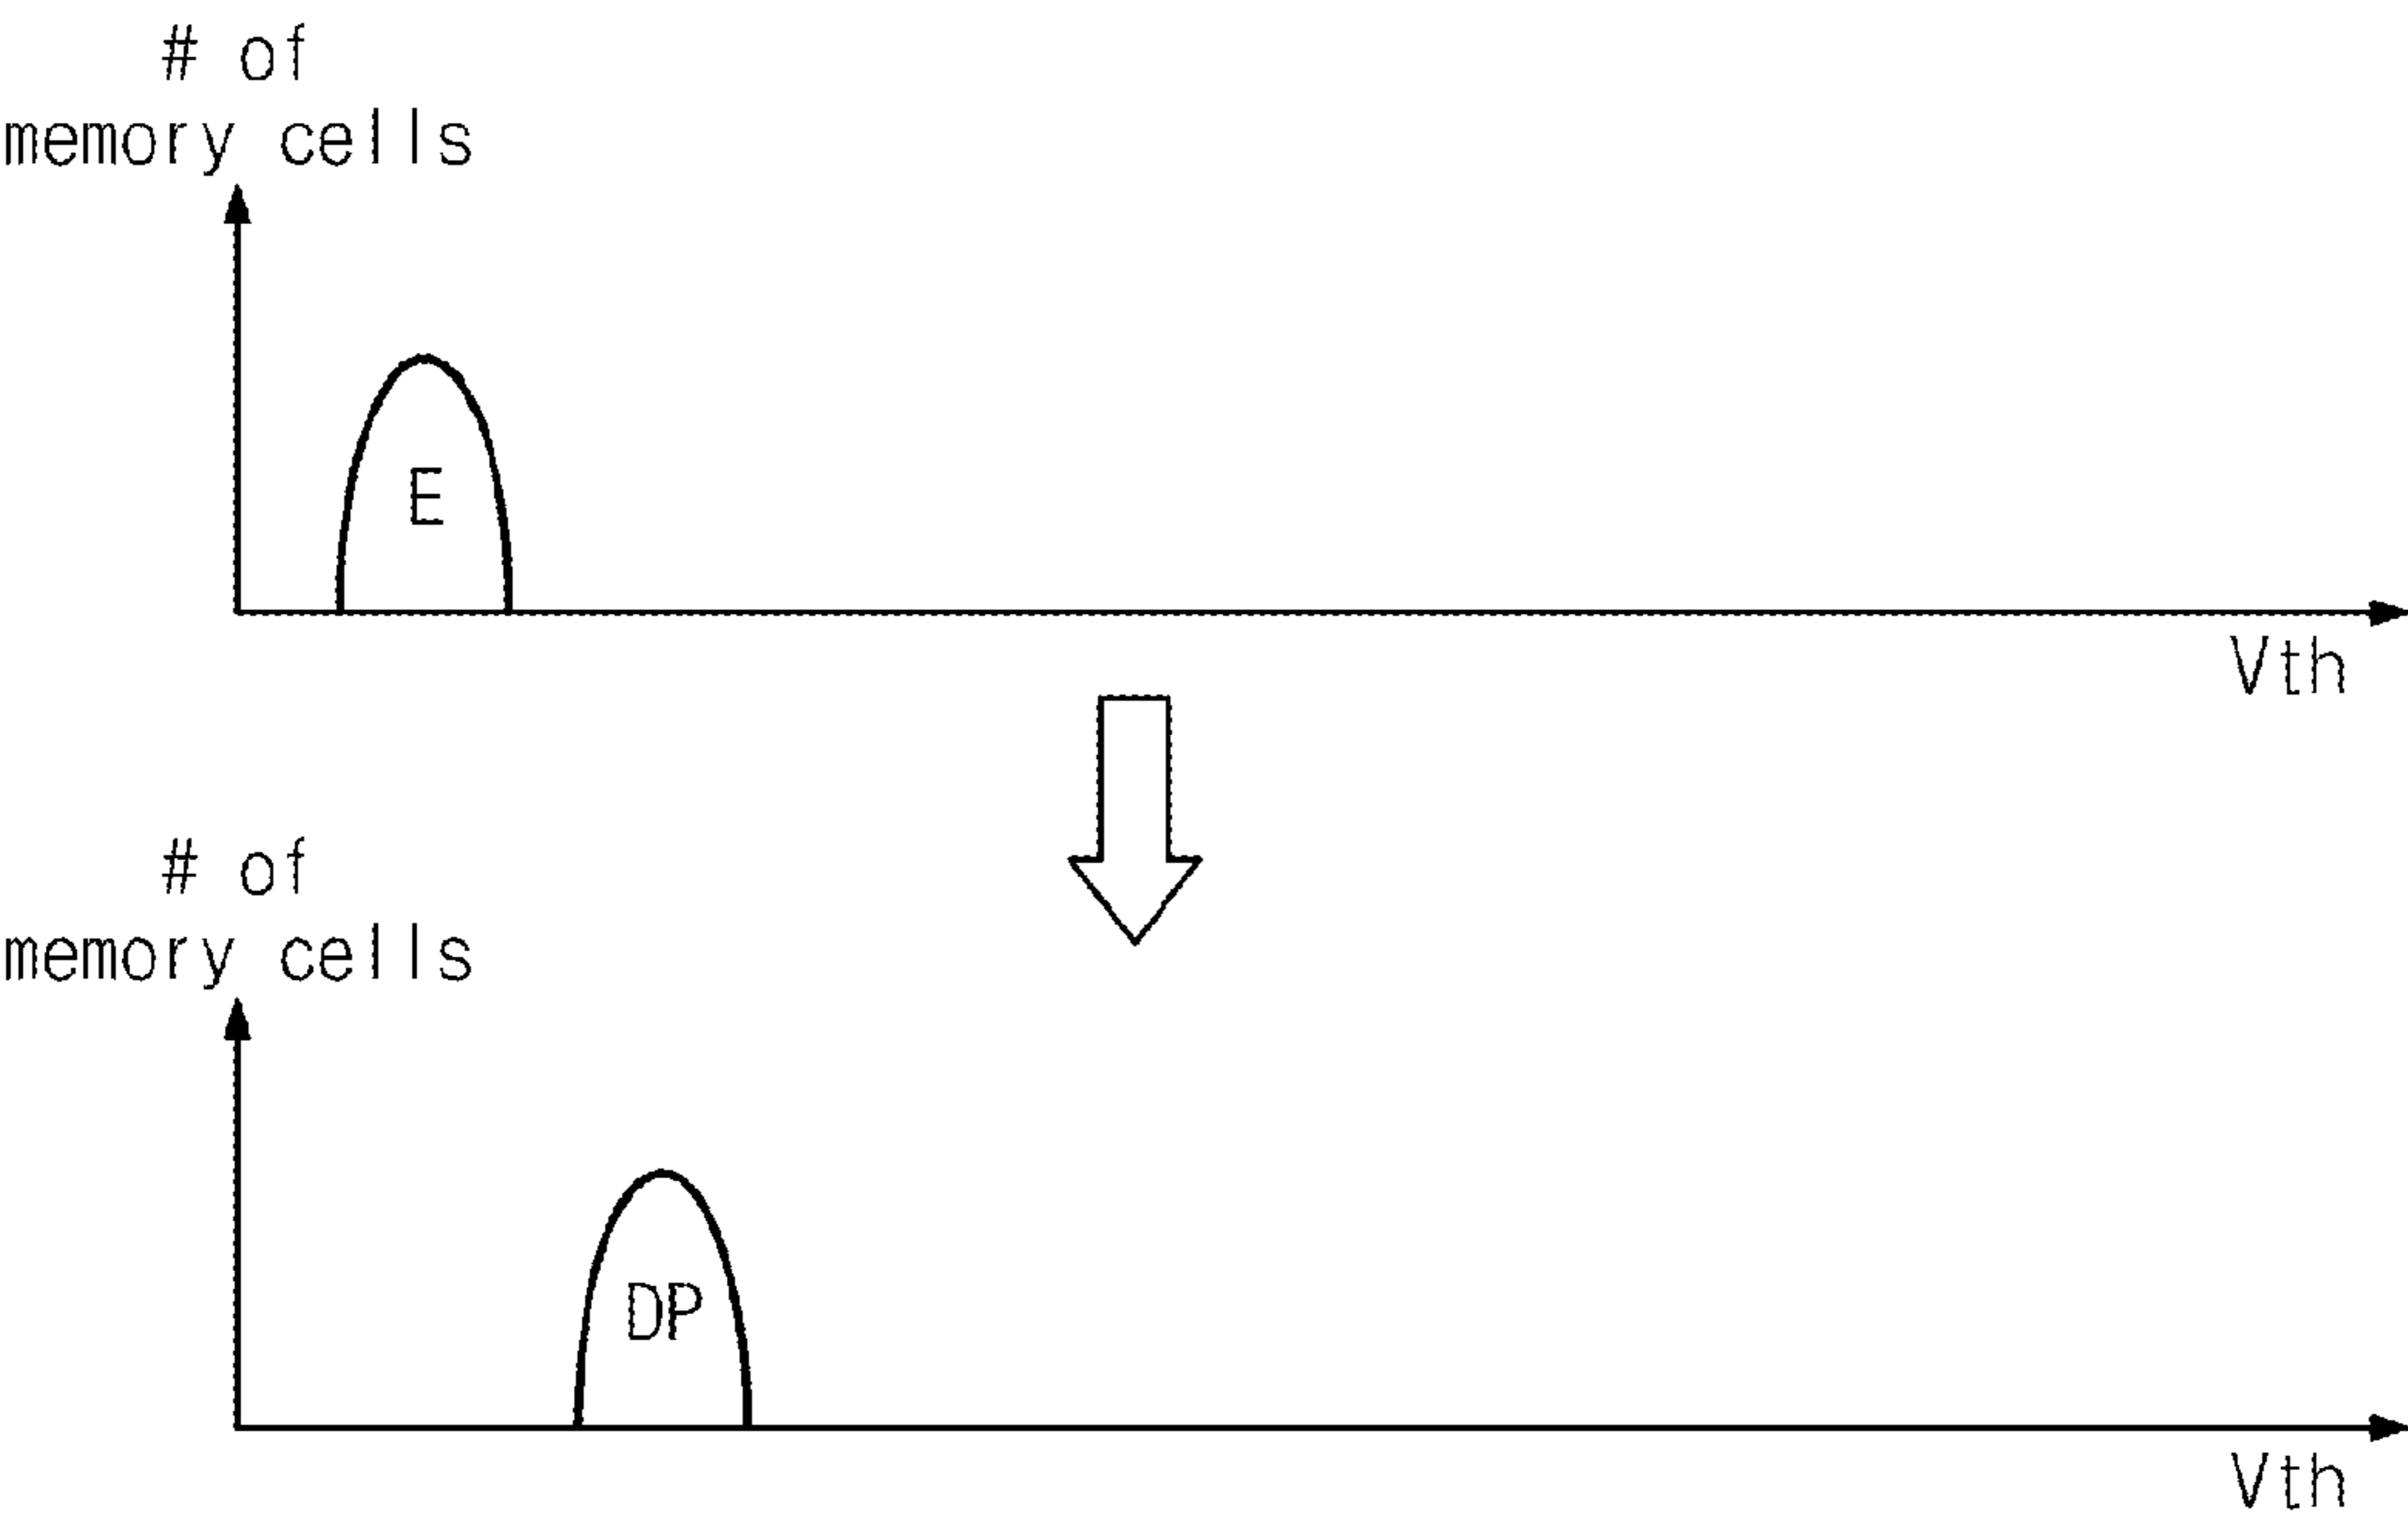 # of
memory cells
E
Vth
# of
memory cells
DP
Vth